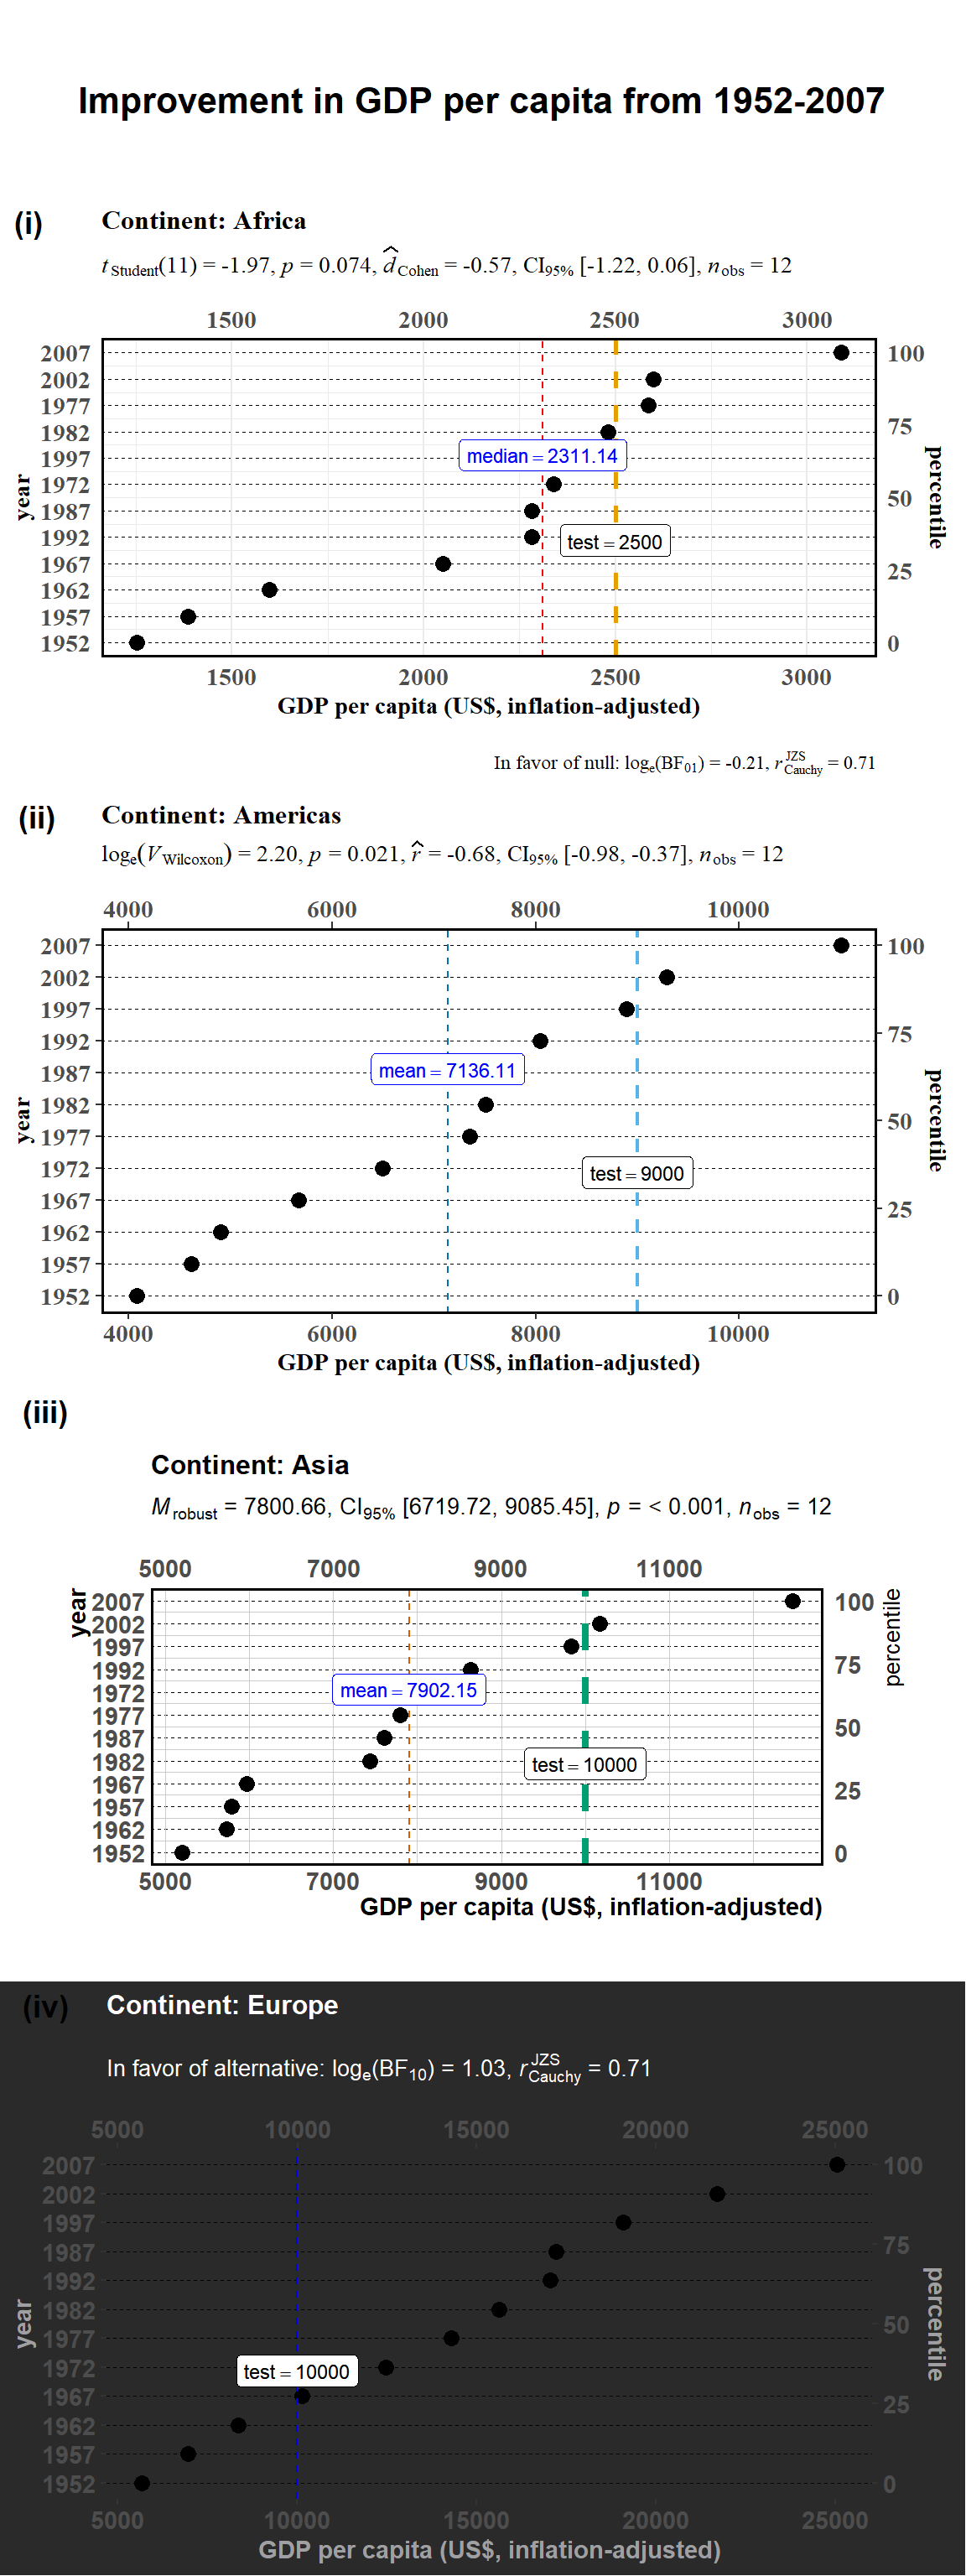 Improvement in GDP per capita from 1952-2007
(i)
Continent: Africa
t Student(11) = -1.97, p = 0.074, d̂ Cohen = -0.57, CI95% [-1.22, 0.06], n obs = 12
1500 2000 2500 3000
2007 100
2002
1977
1982 75
median = 2311.14
1997
percentile
year
1972 50
1987
1992
test = 2500
1967 25
1962
1957
1952 0
1500 2000 2500 3000
GDP per capita (US$, inflation-adjusted)
In favor of null: loge(BF01) = -0.21, r JZS Cauchy = 0.71
(ii)
Continent: Americas
loge(V Wilcoxon) = 2.20, p = 0.021, r̂ = -0.68, CI95% [-0.98, -0.37], n obs = 12
4000 6000 8000 10000
2007 100
2002
1997
1992 75
mean = 7136.11
1987
percentile
year
1982 50
1977
1972
test = 9000
1967 25
1962
1957
1952 0
4000 6000 8000 10000
GDP per capita (US$, inflation-adjusted)
(iii)
Continent: Asia
M robust = 7800.66, CI95% [6719.72, 9085.45], p = < 0.001, n obs = 12
5000 7000 9000 11000
year
percentile
2007 100
2002
1997
1992 75
mean = 7902.15
1972
1977 50
1987
1982
test = 10000
1967 25
1957
1962
1952 0
5000 7000 9000 11000
GDP per capita (US$, inflation-adjusted)
(iv)
Continent: Europe
In favor of alternative: loge(BF10) = 1.03, r JZS Cauchy = 0.71
5000 10000 15000 20000 25000
2007 100
2002
1997
1987 75
1992
percentile
year
1982 50
1977
1972
test = 10000
1967 25
1962
1957
1952 0
5000 10000 15000 20000 25000
GDP per capita (US$, inflation-adjusted)